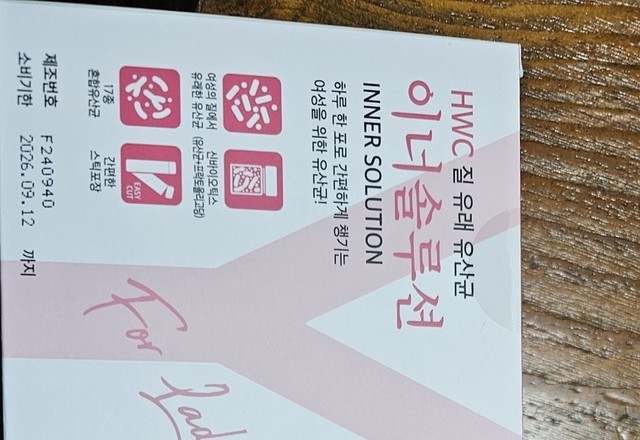 HWC 질 유래 유산균
이너솔루션
INNER SOLUTION
하루 한 포로 간편하게 챙기는
여성을 위한 유산균!
여성의 질에서
유래한 유산균
신바이오틱스
(유산균+프락토올리고당)
17종
혼합유산균
EASY CUT
간편한
스틱포장
제조번호 F240940
소비기한 2026.09.12 까지
For Lad